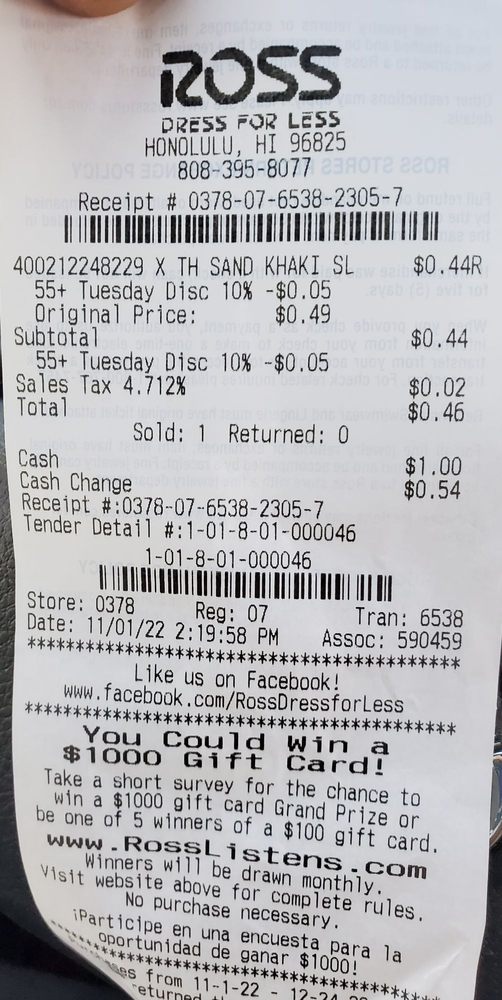 ROSS
DRESS FOR LESS
HONOLULU, HI 96825
808-395-8077
Receipt # 0378-07-6538-2305-7
400212248229 X TH SAND KHAKI SL $0.44R
55+ Tuesday Disc 10% -$0.05
Original Price: $0.49
Subtotal $0.44
55+ Tuesday Disc 10% -$0.05
Sales Tax 4.712% $0.02
Total $0.46
Sold: 1 Returned: 0
Cash $1.00
Cash Change $0.54
Receipt #:0378-07-6538-2305-7
Tender Detail #:1-01-8-01-000046
1-01-8-01-000046
Store: 0378 Reg: 07 Tran: 6538
Date: 11/01/22 2:19:58 PM Assoc: 590459
******************************************
Like us on Facebook!
www.facebook.com/RossDressforLess
******************************************
You Could Win a
$1000 Gift Card!
Take a short survey for the chance to
win a $1000 gift card Grand Prize or
be one of 5 winners of a $100 gift card.
www.RossListens.com
Winners will be drawn monthly.
Visit website above for complete rules.
No purchase necessary.
¡Participe en una encuesta para la
oportunidad de ganar $1000!
******************************************
from 11-1-22 -